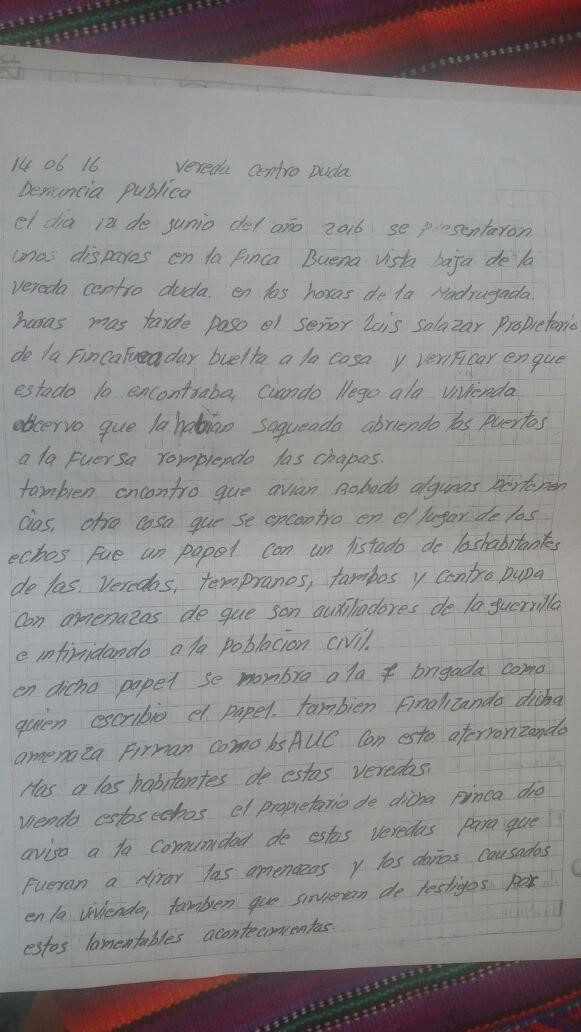 14 06 16 Vereda Centro Duda
Denuncia Publica
el dia 12 de junio del año 2016 se presentaron
unos disparos en la finca Buena vista baja de la
vereda centro duda. en las horas de la Madrugada.
horas mas tarde paso el señor Luis Salazar Propietario
de la Finca a dar buelta a la casa y verificar en que
estado la encontraba, cuando llego ala vivienda
obcervo que la habian saqueado abriendo las puertas
a la Fuersa rompiendo las chapas.
tambien encontro que avian Robado algunas pertenen
cias, otra cosa que se encontro en el lugar de los
echos Fue un papel con un listado de los habitantes
de las. Veredas, tempranos, tambos y centro DUDA
con amenazas de que son auxiliadores de la guerrilla
e intimidando a la Poblacion civil.
en dicho papel se nombra a la 7 brigada como
quien escribio el papel. tambien Finalizando dicha
amenaza Firman como las AUC con esto aterrorizando
Mas a los habitantes de estas veredas.
viendo estos echos el propietario de dicha Finca dio
aviso a la comunidad de estas veredas para que
Fueran a Mirar las amenazas y los daños causados
en la vivienda, tambien que sirvieran de testigos por
estos lamentables acontecimientos.